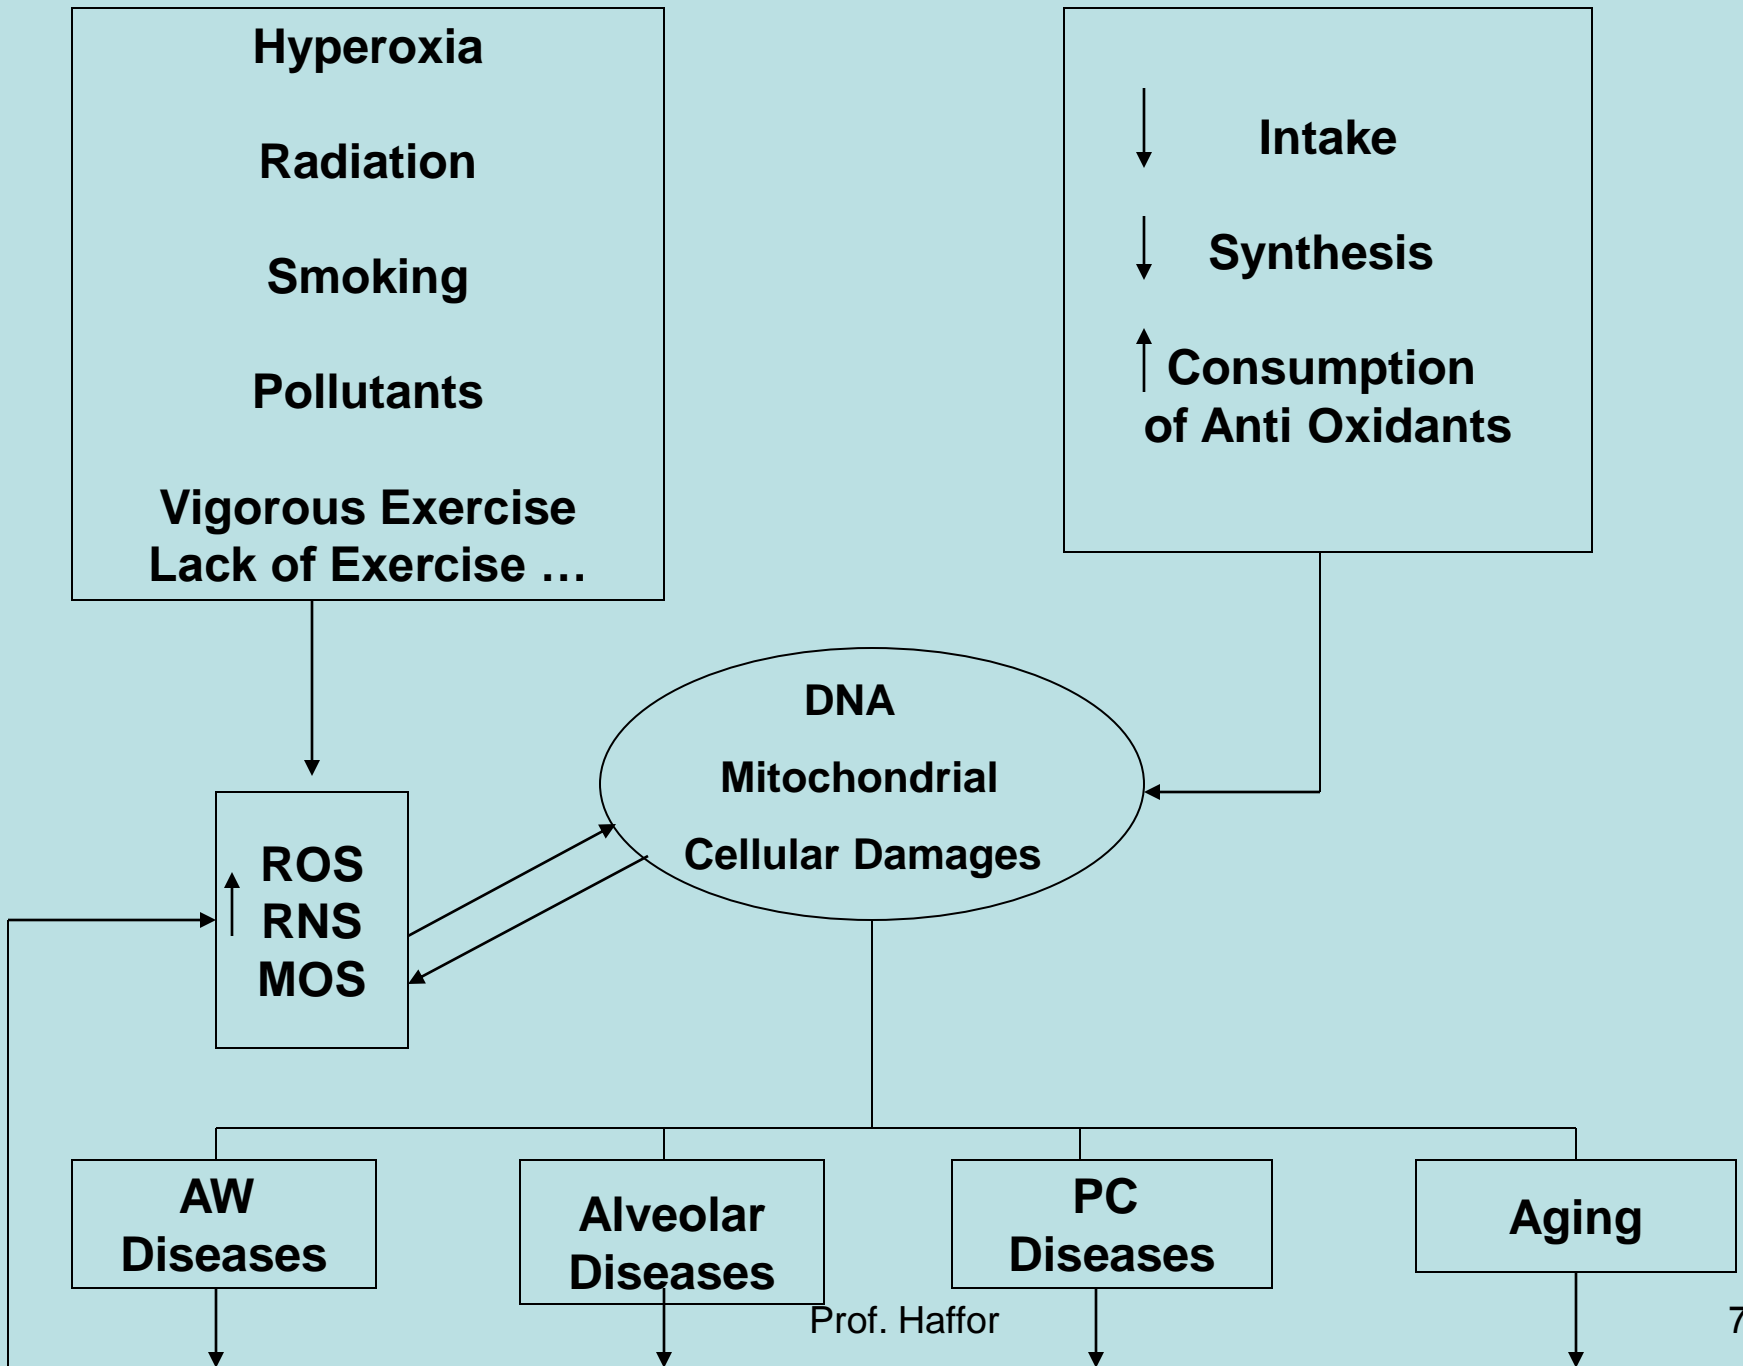 Hyperoxia
Radiation
Smoking
Pollutants
Vigorous Exercise
Lack of Exercise …
Intake
Synthesis
Consumption
of Anti Oxidants
DNA
Mitochondrial
Cellular Damages
ROS
RNS
MOS
AW
Diseases
Alveolar
Diseases
PC
Diseases
Aging
Prof. Haffor
7